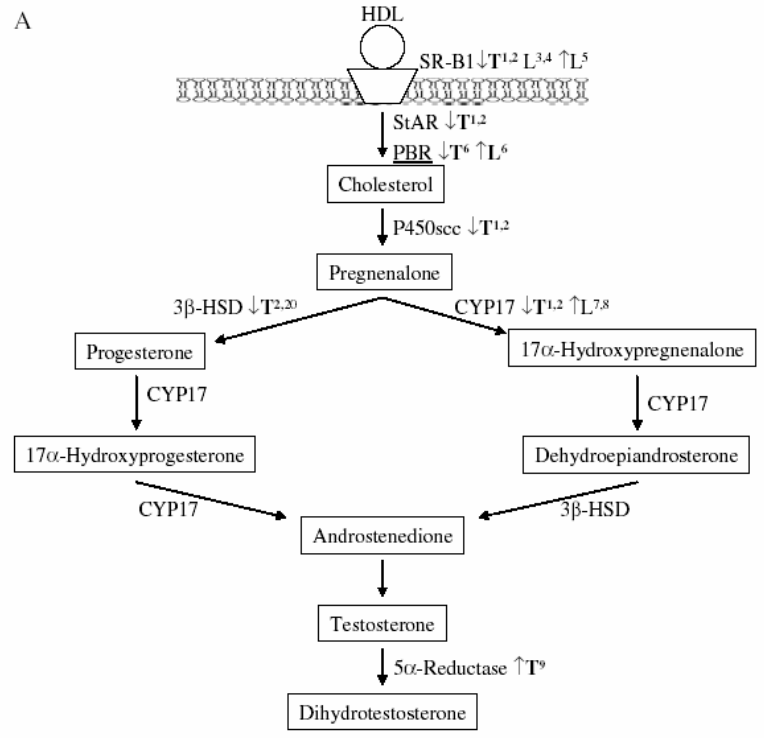 A
HDL
SR-B1↓T¹,² L³,⁴ ↑L⁵
StAR ↓T¹,²
PBR ↓T⁶ ↑L⁶
Cholesterol
P450scc ↓T¹,²
Pregnenalone
3β-HSD ↓T²,²⁰
CYP17 ↓T¹,² ↑L⁷,⁸
Progesterone
17α-Hydroxypregnenalone
CYP17
CYP17
17α-Hydroxyprogesterone
Dehydroepiandrosterone
CYP17
3β-HSD
Androstenedione
Testosterone
5α-Reductase ↑T⁹
Dihydrotestosterone